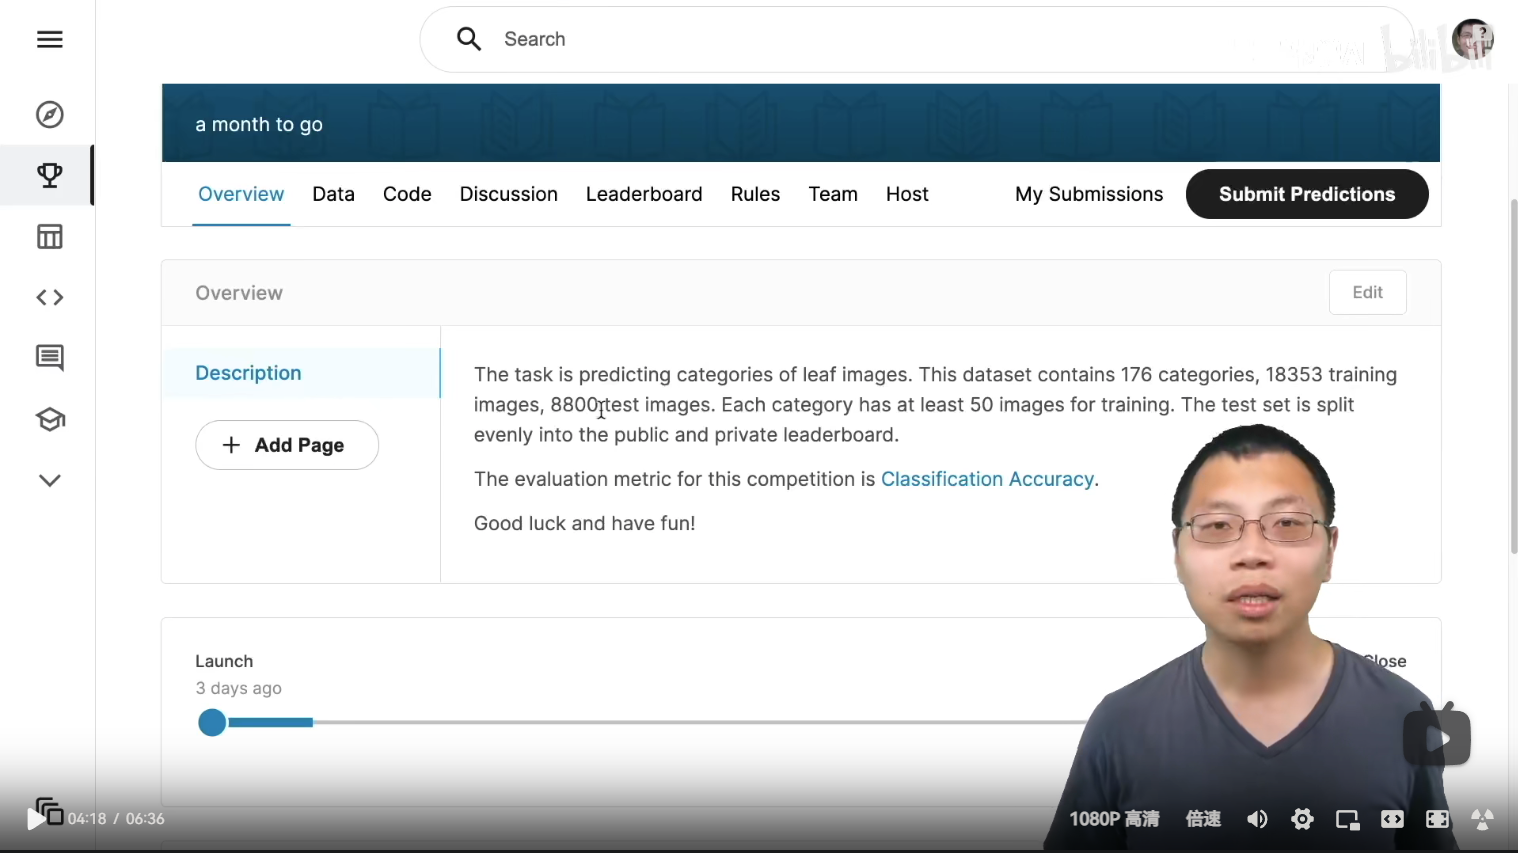 Search
bilibili
a month to go
Overview Data Code Discussion Leaderboard Rules Team Host My Submissions Submit Predictions
Overview Edit
Description
Add Page
The task is predicting categories of leaf images. This dataset contains 176 categories, 18353 training
images, 8800 test images. Each category has at least 50 images for training. The test set is split
evenly into the public and private leaderboard.
The evaluation metric for this competition is Classification Accuracy.
Good luck and have fun!
Launch Close
3 days ago
04:18 / 06:36 1080P 高清 倍速